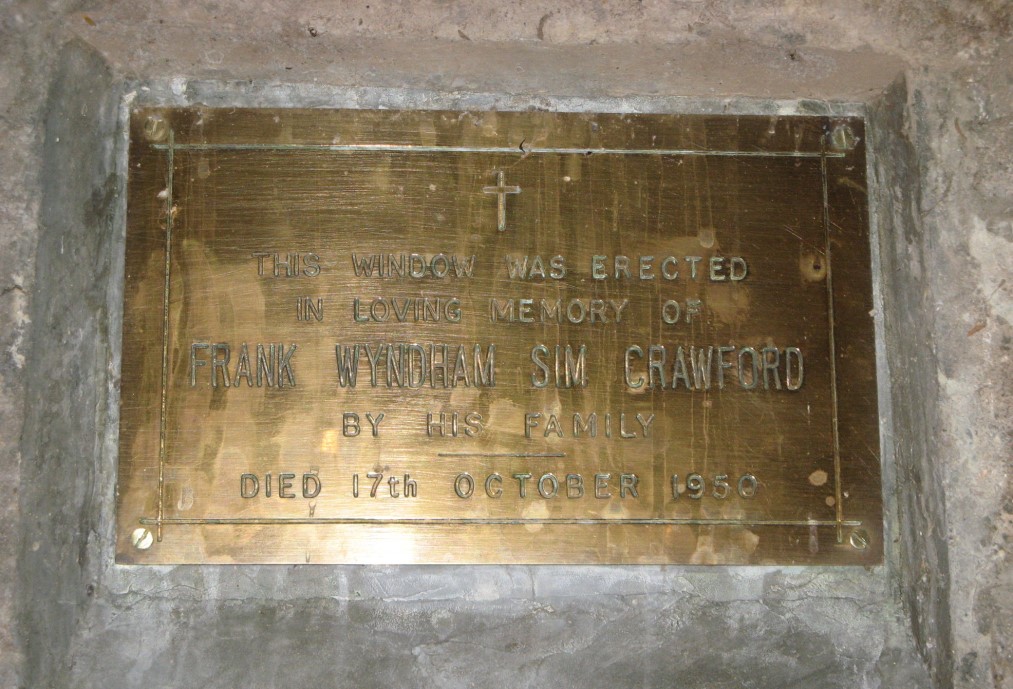 THIS WINDOW WAS ERECTED
IN LOVING MEMORY OF
FRANK WYNDHAM SIM CRAWFORD
BY HIS FAMILY
DIED 17th OCTOBER 1950